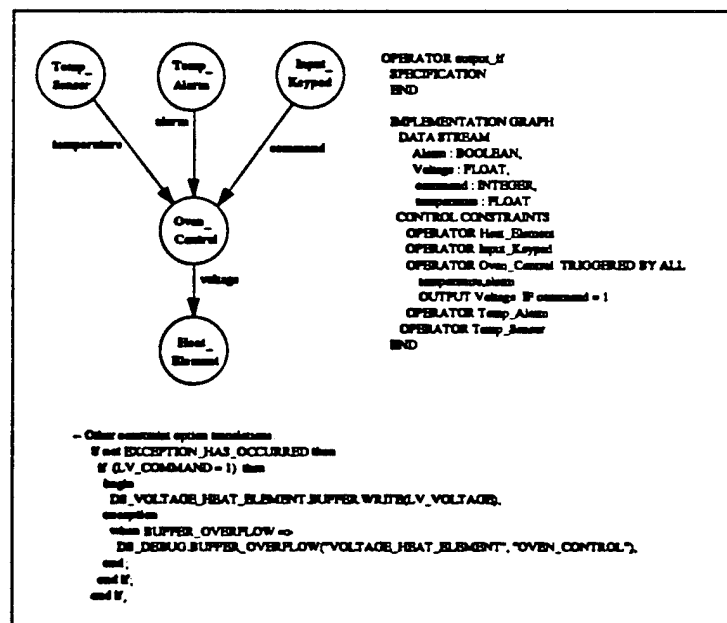 Temp_
Sensor
Temp_
Alarm
Input_
Keypad
temperature
alarm
command
Oven_
Control
voltage
Heat_
Element
OPERATOR output_if
SPECIFICATION
END
IMPLEMENTATION GRAPH
DATA STREAM
Alarm : BOOLEAN,
Voltage : FLOAT,
command : INTEGER,
temperature : FLOAT
CONTROL CONSTRAINTS
OPERATOR Heat_Element
OPERATOR Input_Keypad
OPERATOR Oven_Control TRIGGERED BY ALL
temperature,alarm
OUTPUT Voltage IF command = 1
OPERATOR Temp_Alarm
OPERATOR Temp_Sensor
END
-- Other constraint option translations
if not EXCEPTION_HAS_OCCURRED then
if (LV_COMMAND = 1) then
begin
DS_VOLTAGE_HEAT_ELEMENT.BUFFER.WRITE(LV_VOLTAGE);
exception
when BUFFER_OVERFLOW =>
DS_DEBUG.BUFFER_OVERFLOW("VOLTAGE_HEAT_ELEMENT", "OVEN_CONTROL");
end;
end if;
end if;